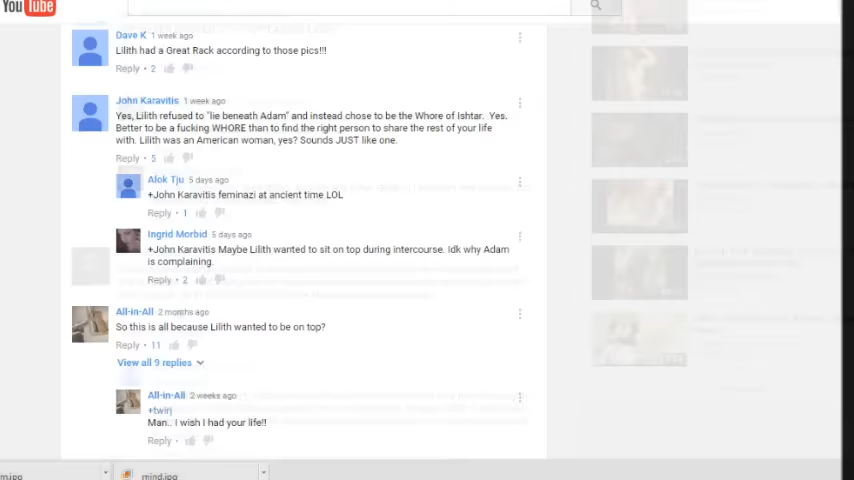 YouTube
Dave K 1 week ago
Lilith had a Great Rack according to those pics!!!
Reply • 2
John Karavitis 1 week ago
Yes, Lilith refused to "lie beneath Adam" and instead chose to be the Whore of Ishtar. Yes.
Better to be a fucking WHORE than to find the right person to share the rest of your life
with. Lilith was an American woman, yes? Sounds JUST like one.
Reply • 5
Alok Tju 5 days ago
+John Karavitis feminazi at ancient time LOL
Reply • 1
Ingrid Morbid 5 days ago
+John Karavitis Maybe Lilith wanted to sit on top during intercourse. Idk why Adam
is complaining.
Reply • 2
All-in-All 2 months ago
So this is all because Lilith wanted to be on top?
Reply • 11
View all 9 replies
All-in-All 2 weeks ago
+twirj
Man.. I wish I had your life!!
Reply •
m.jpg
mind.jpg